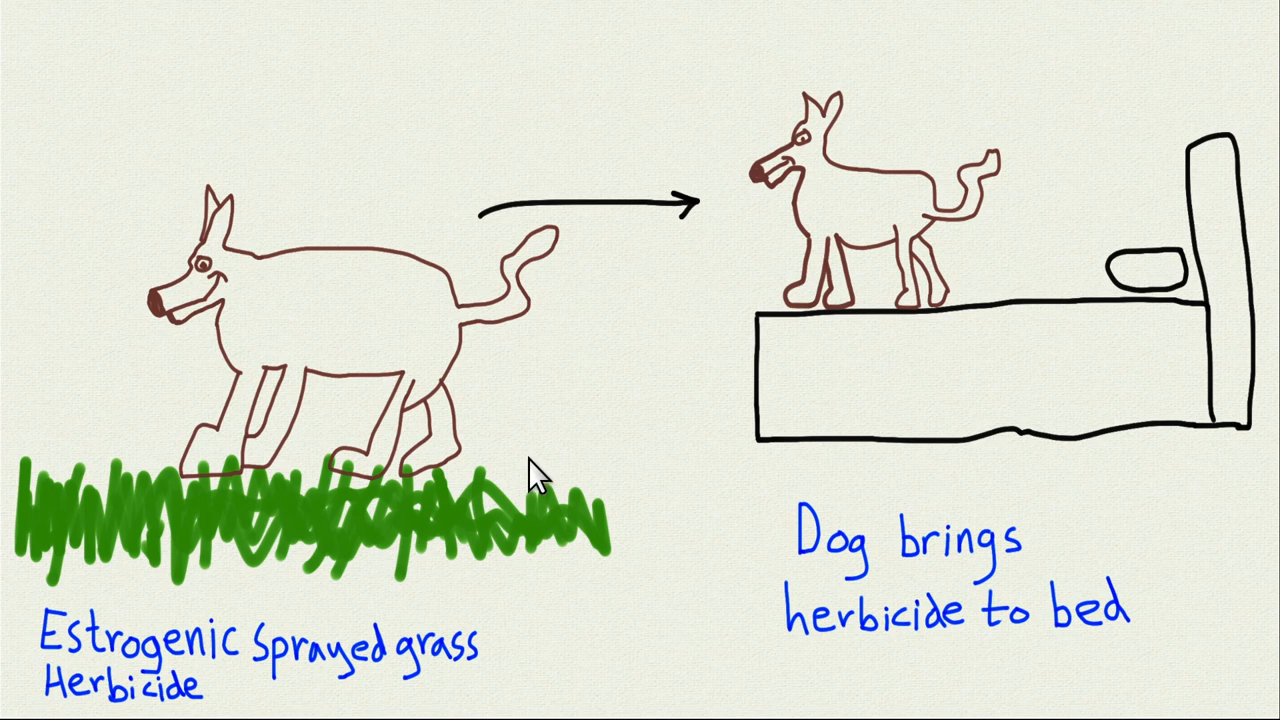 Estrogenic Sprayed grass
Herbicide
Dog brings
herbicide to bed